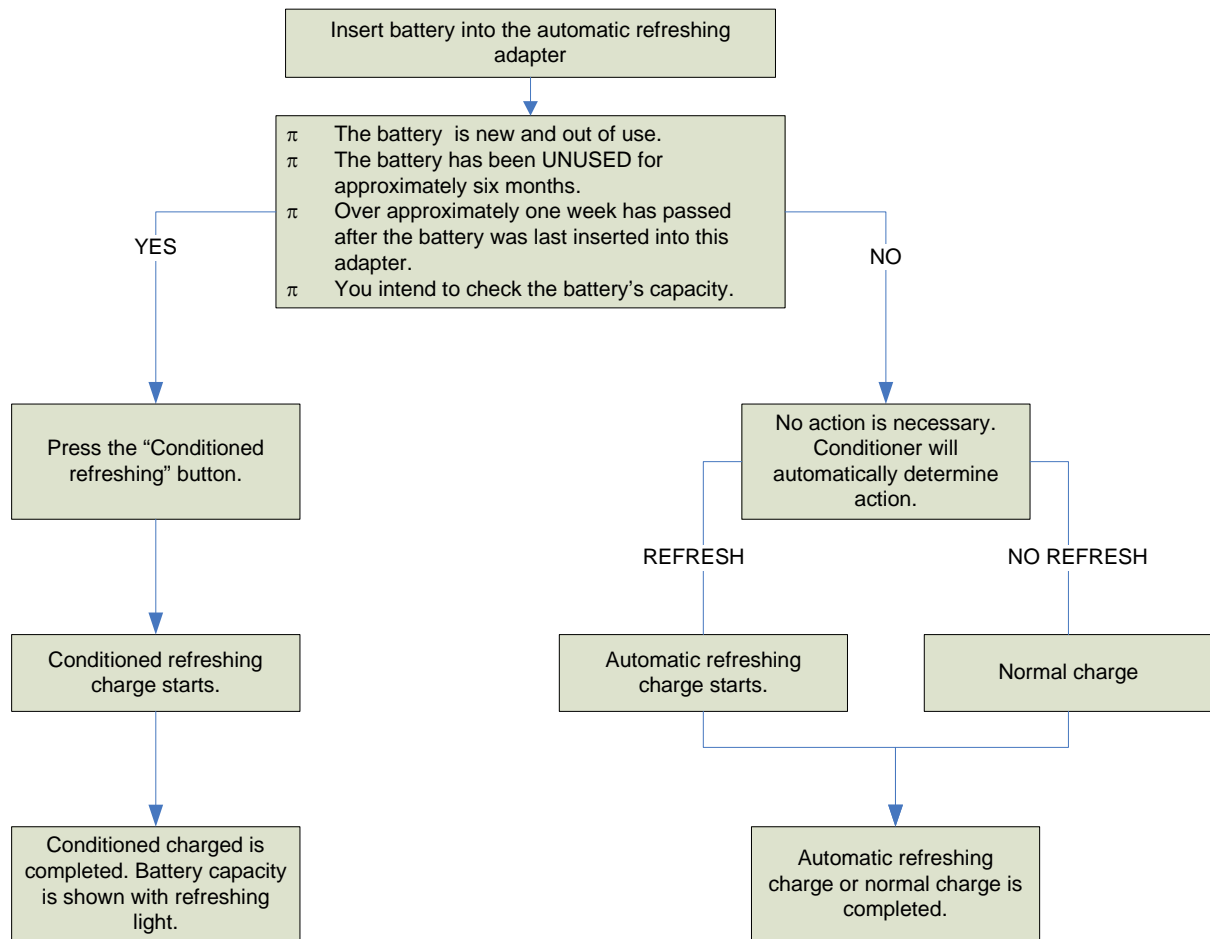 Insert battery into the automatic refreshing
adapter
π The battery is new and out of use.
π The battery has been UNUSED for
approximately six months.
π Over approximately one week has passed
after the battery was last inserted into this
adapter.
π You intend to check the battery’s capacity.
YES
NO
Press the “Conditioned
refreshing” button.
No action is necessary.
Conditioner will
automatically determine
action.
REFRESH
NO REFRESH
Conditioned refreshing
charge starts.
Automatic refreshing
charge starts.
Normal charge
Conditioned charged is
completed. Battery capacity
is shown with refreshing
light.
Automatic refreshing
charge or normal charge is
completed.